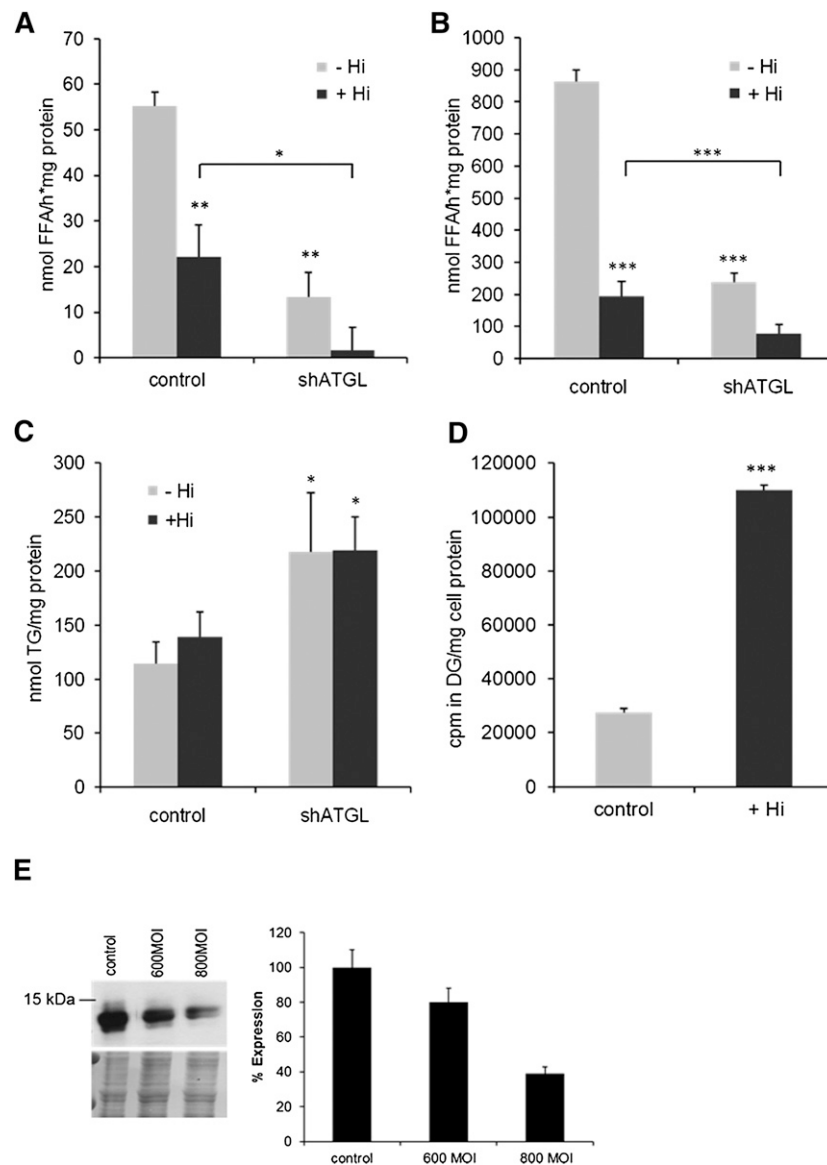 A
nmol FFA/h*mg protein
70
60
50
40
30
20
10
0
- Hi
+ Hi
*
**
**
control
shATGL
B
nmol FFA/h*mg protein
1000
900
800
700
600
500
400
300
200
100
0
- Hi
+ Hi
***
***
***
control
shATGL
C
nmol TG/mg protein
300
250
200
150
100
50
0
- Hi
+Hi
*
*
control
shATGL
D
cpm in DG/mg cell protein
120000
100000
80000
60000
40000
20000
0
***
control
+ Hi
E
control
600MOI
800MOI
15 kDa
% Expression
120
100
80
60
40
20
0
control
600 MOI
800 MOI